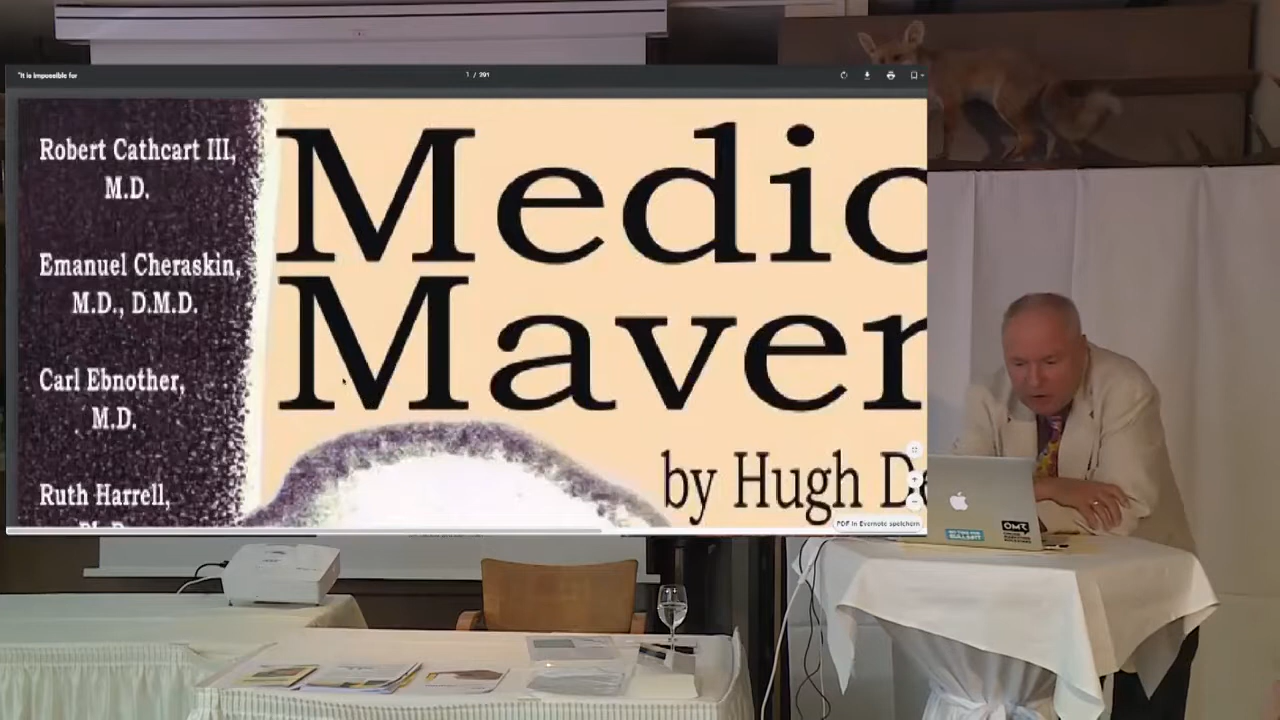 "It is impossible for
1 / 291
Robert Cathcart III,
M.D.
Emanuel Cheraskin,
M.D., D.M.D.
Carl Ebnother,
M.D.
Ruth Harrell,
Medic
Maver
by Hugh D
PDF in Evernote speichern
OMR